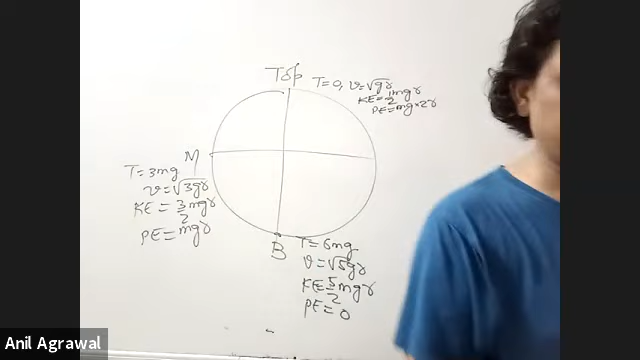 Top
T=0, v=√gr
KE=1/2 mgr
PE=mg×2r
M
T=3mg
v=√3gr
KE=3/2 mgr
PE=mgr
B
T=6mg
v=√5gr
KE=5/2 mgr
PE=0
Anil Agrawal